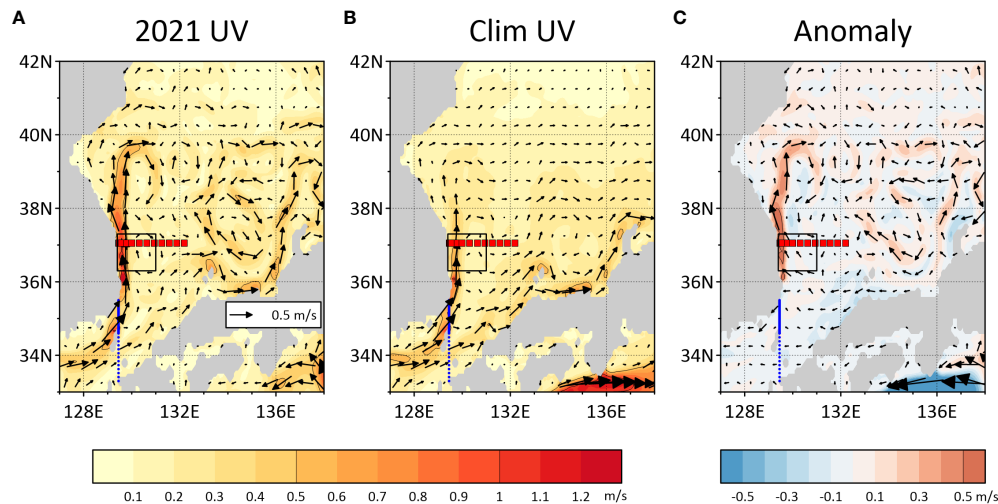 A 2021 UV B Clim UV C Anomaly
42N 42N 42N
40N 40N 40N
38N 38N 38N
36N 36N 36N
0.5 m/s
34N 34N 34N
128E 132E 136E 128E 132E 136E 128E 132E 136E
0.1 0.2 0.3 0.4 0.5 0.6 0.7 0.8 0.9 1 1.1 1.2 m/s -0.5 -0.3 -0.1 0.1 0.3 0.5 m/s